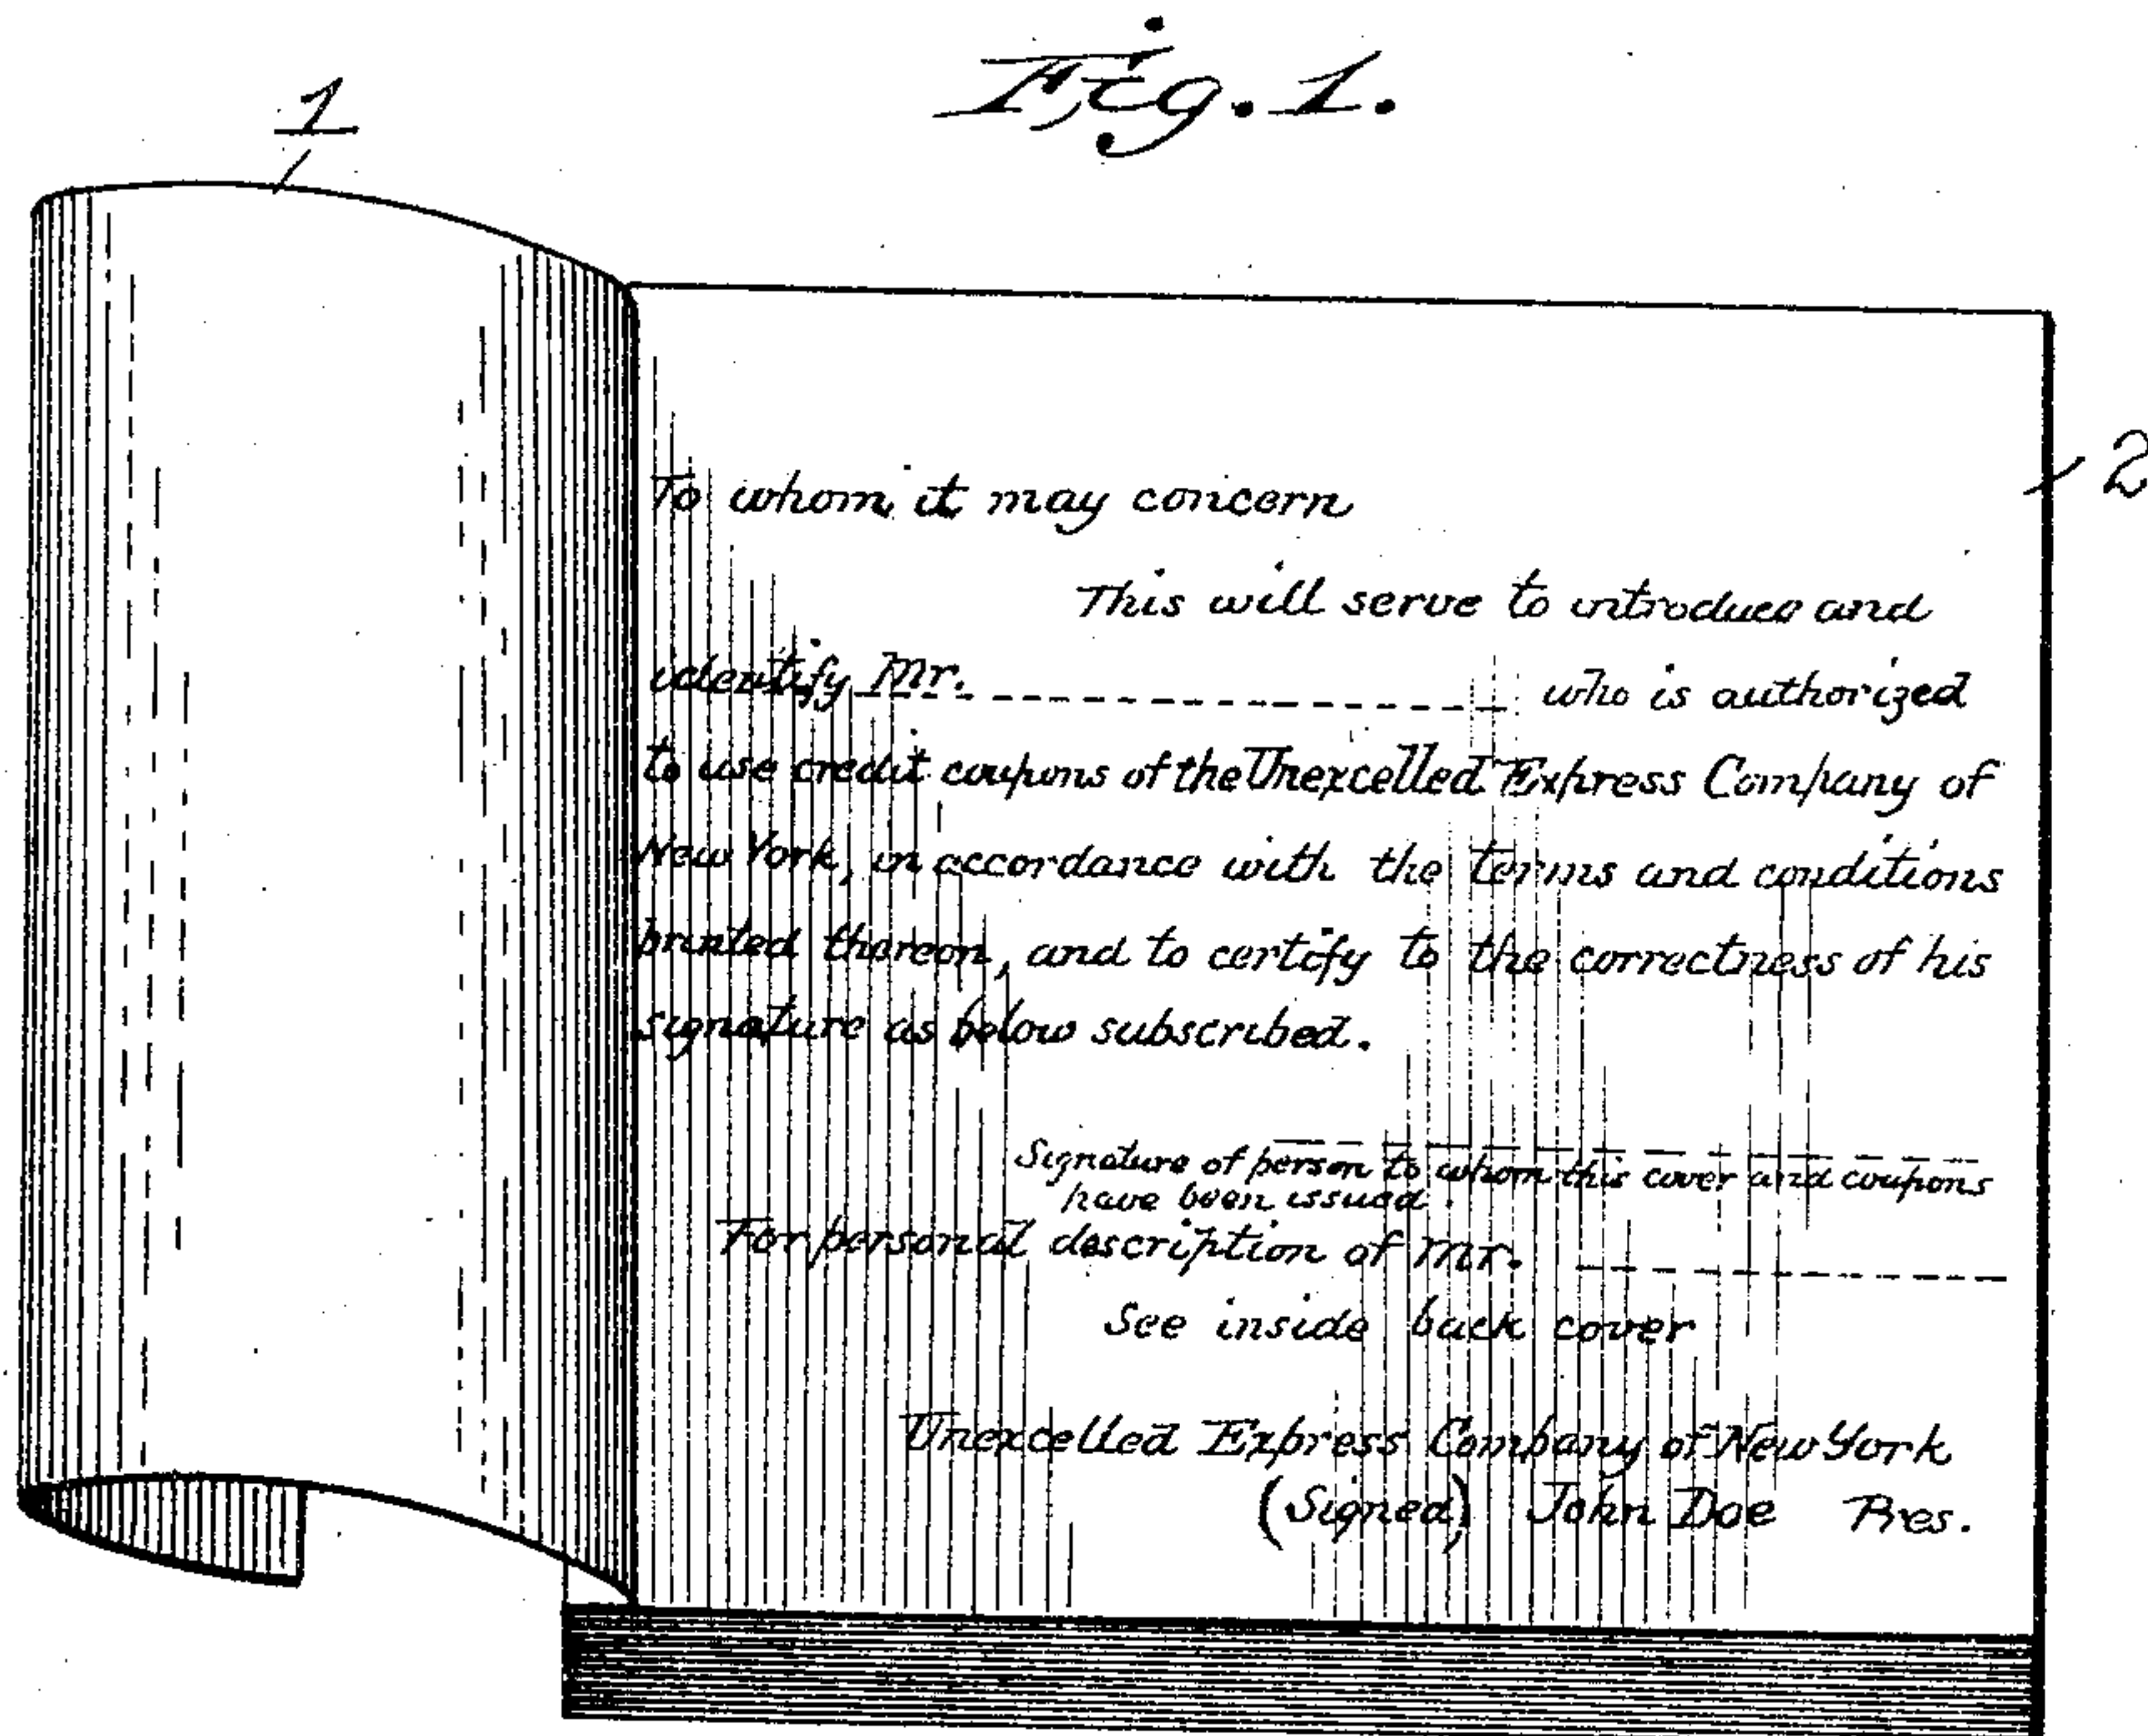 Fig. 1.
1
2
To whom it may concern
This will serve to introduce and
identify Mr. who is authorized
to use credit coupons of the Unexcelled Express Company of
New York, in accordance with the terms and conditions
printed thereon, and to certify to the correctness of his
signature as below subscribed.
Signature of person to whom this cover and coupons
have been issued.
For personal description of Mr.
See inside back cover
Unexcelled Express Company of New York
(Signed) John Doe Pres.